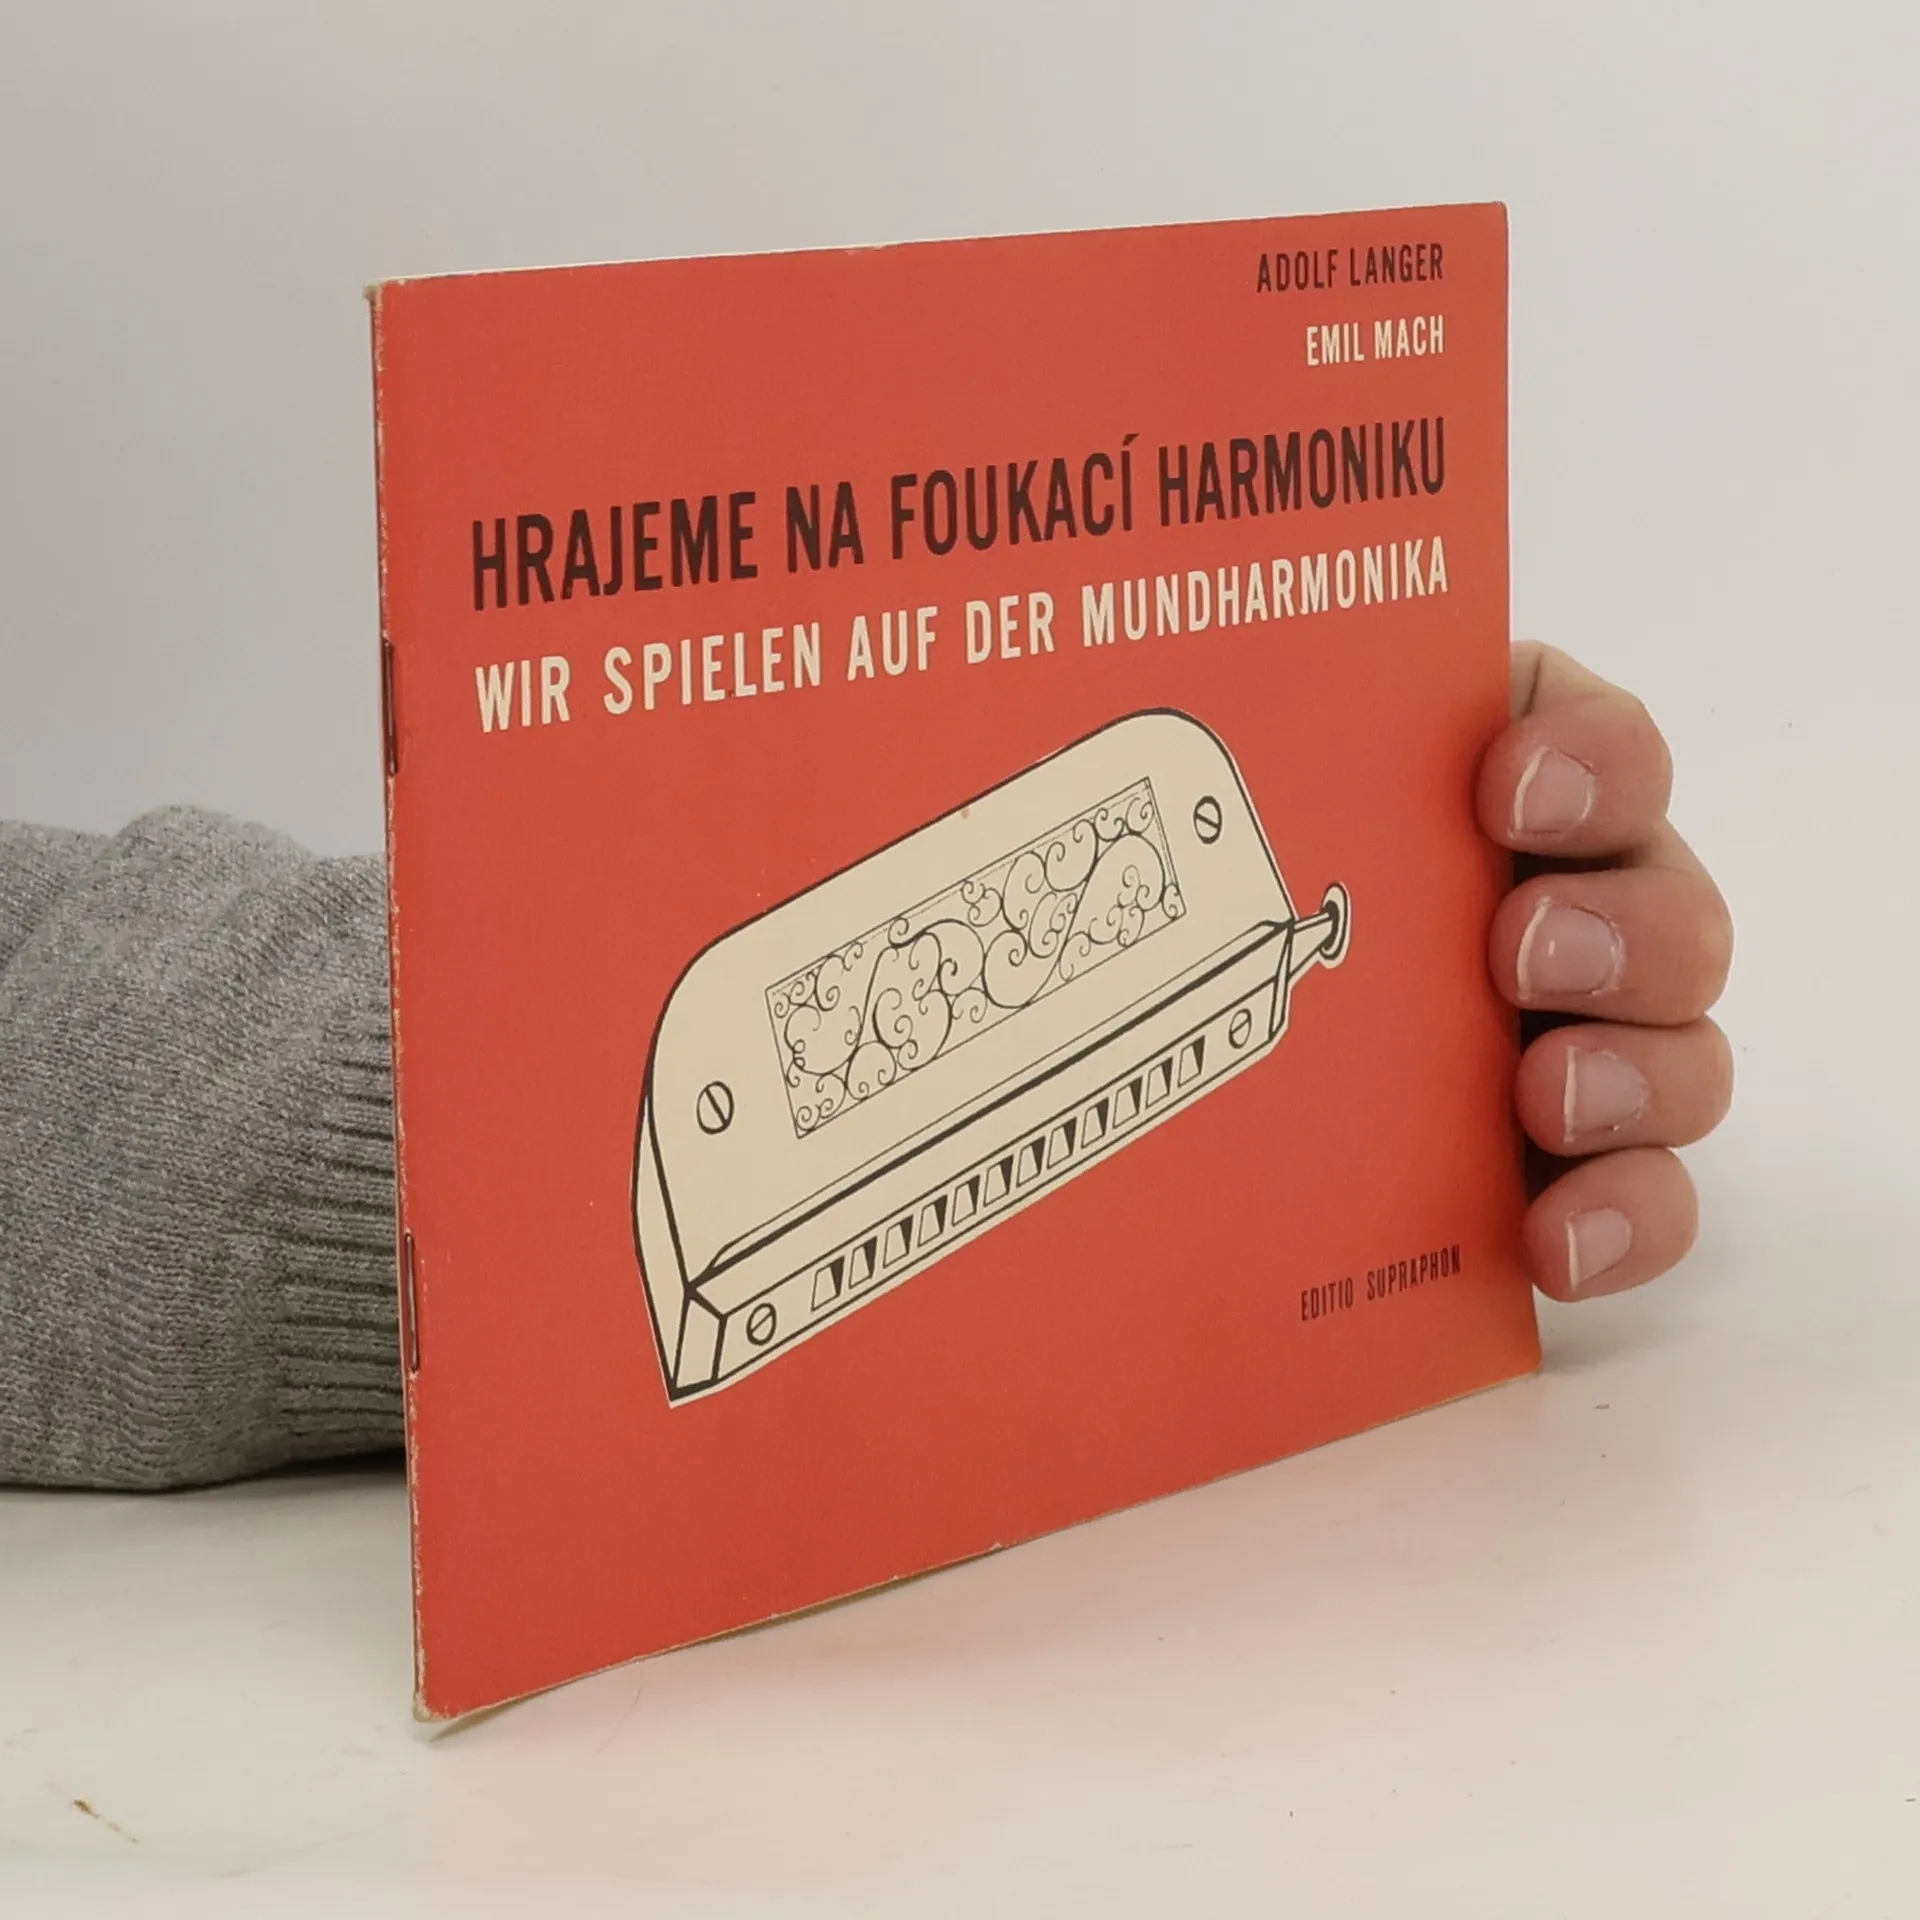 ADOLF LANGER
EMIL MACH
HRAJEME NA FOUKACÍ HARMONIKU
WIR SPIELEN AUF DER MUNDHARMONIKA
EDITIO SUPRAPHON